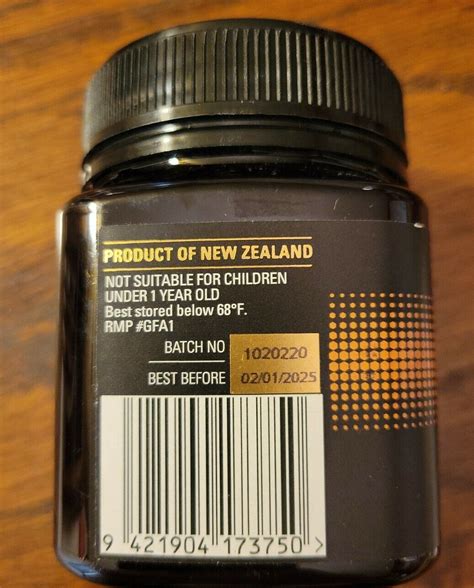 PRODUCT OF NEW ZEALAND
NOT SUITABLE FOR CHILDREN
UNDER 1 YEAR OLD
Best stored below 68°F.
RMP #GFA1
BATCH NO 1020220
BEST BEFORE 02/01/2025
9 421904 173750 >